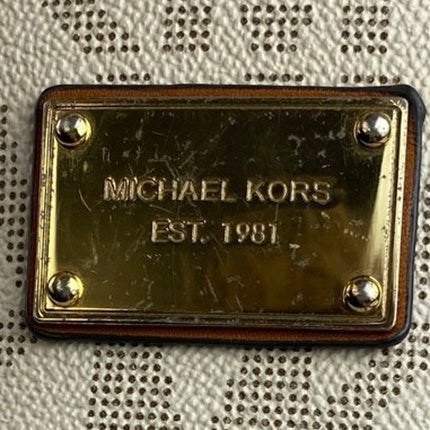 MICHAEL KORS
EST. 1981